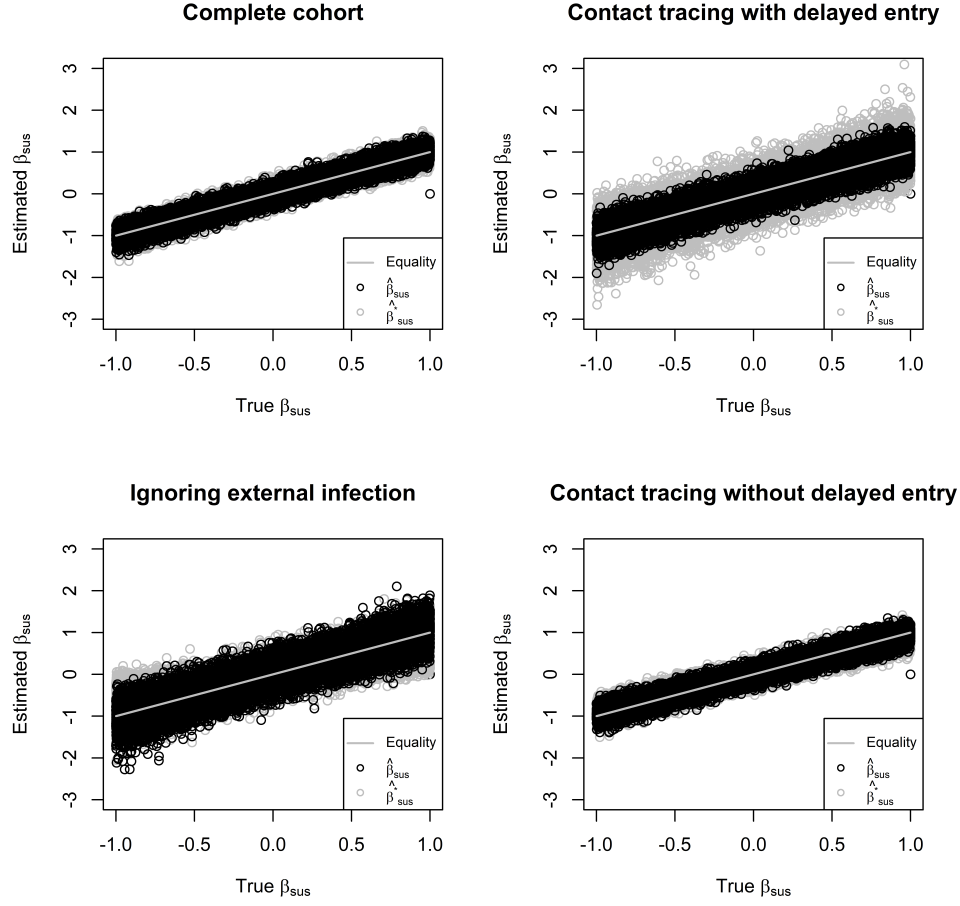 Complete cohort
Estimated βsus
3
2
1
0
-1
-2
-3
Equality
β̂sus
β̂*sus
-1.0 -0.5 0.0 0.5 1.0
True βsus
Contact tracing with delayed entry
Estimated βsus
3
2
1
0
-1
-2
-3
Equality
β̂sus
β̂*sus
-1.0 -0.5 0.0 0.5 1.0
True βsus
Ignoring external infection
Estimated βsus
3
2
1
0
-1
-2
-3
Equality
β̂sus
β̂*sus
-1.0 -0.5 0.0 0.5 1.0
True βsus
Contact tracing without delayed entry
Estimated βsus
3
2
1
0
-1
-2
-3
Equality
β̂sus
β̂*sus
-1.0 -0.5 0.0 0.5 1.0
True βsus